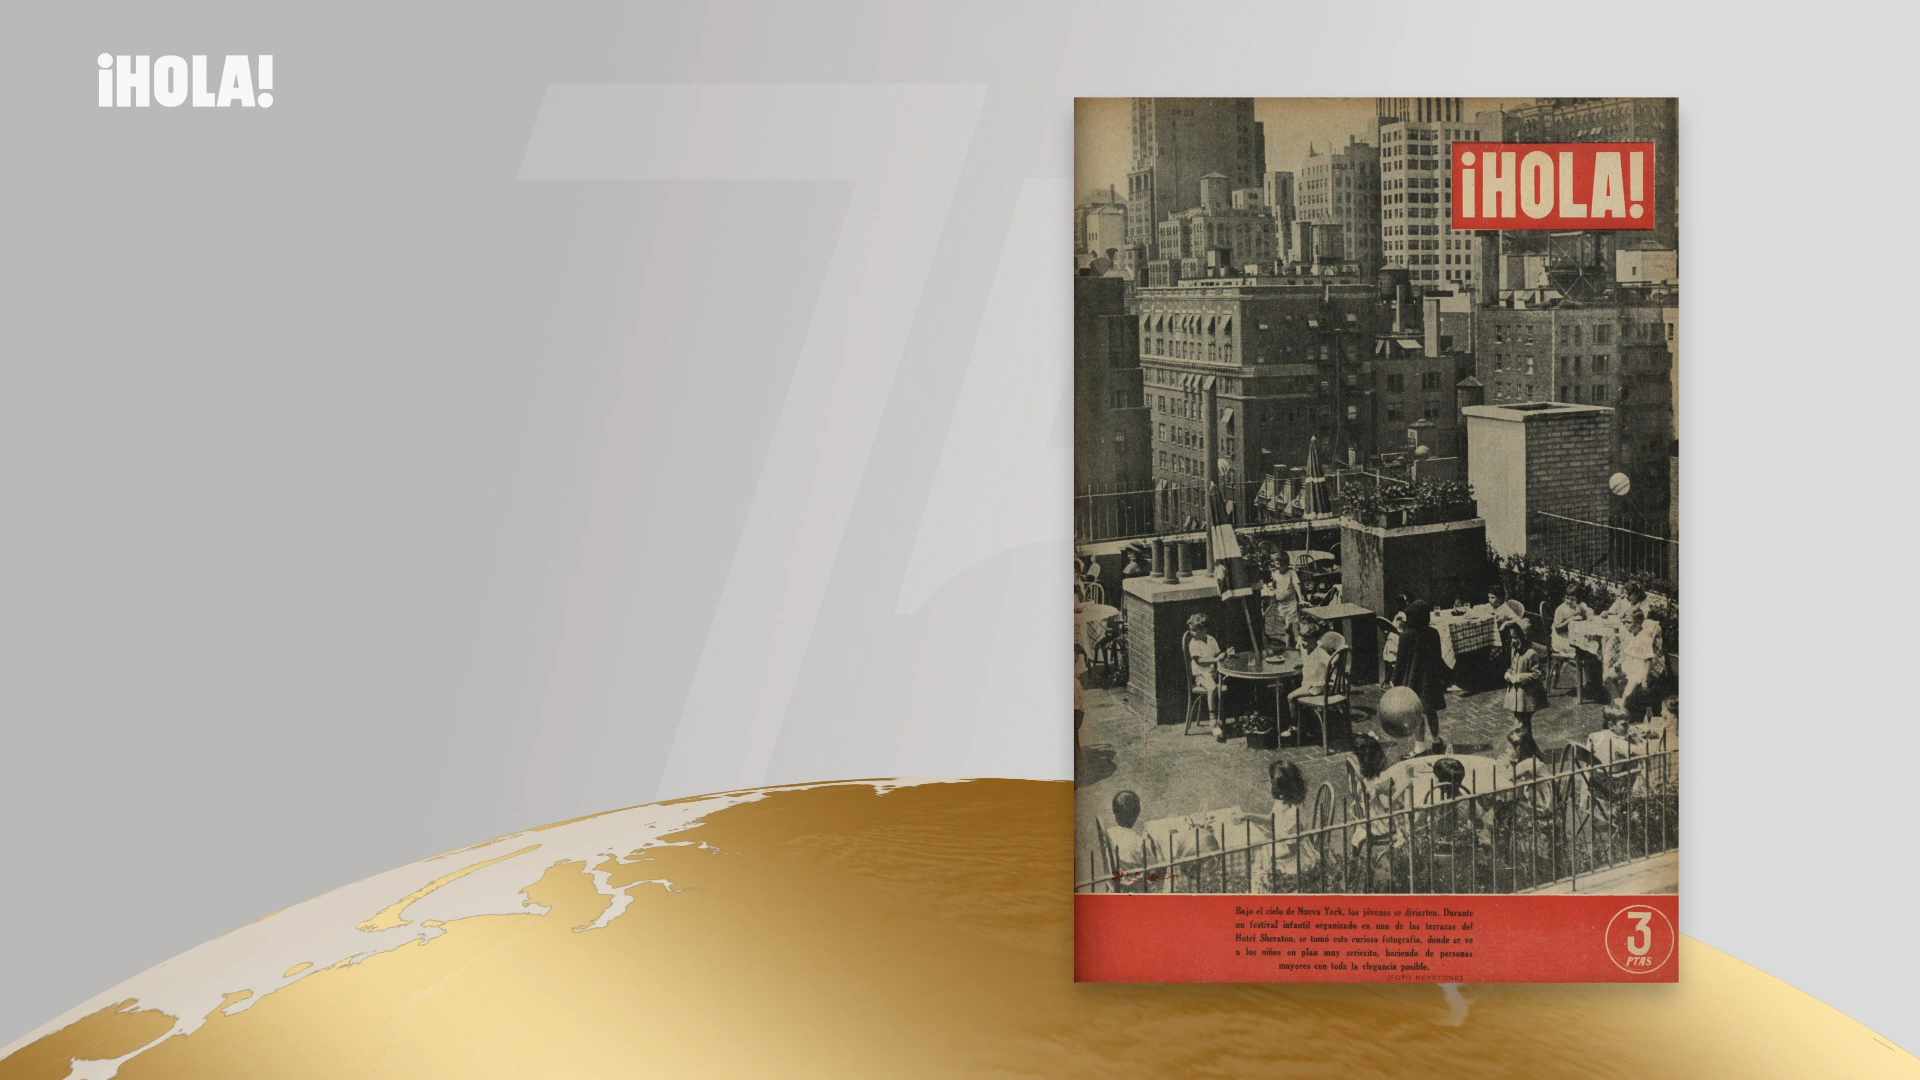 ¡HOLA!
75
¡HOLA!
Bajo el cielo de Nueva York, los jóvenes se divierten. Durante
un festival infantil organizado en una de las terrazas del
Hotel Sheraton, se tomó esta curiosa fotografía, donde se ve
a los niños en plan muy seriecito, haciendo de personas
mayores con toda la elegancia posible.
(FOTO KEYSTONE)
3
PTAS